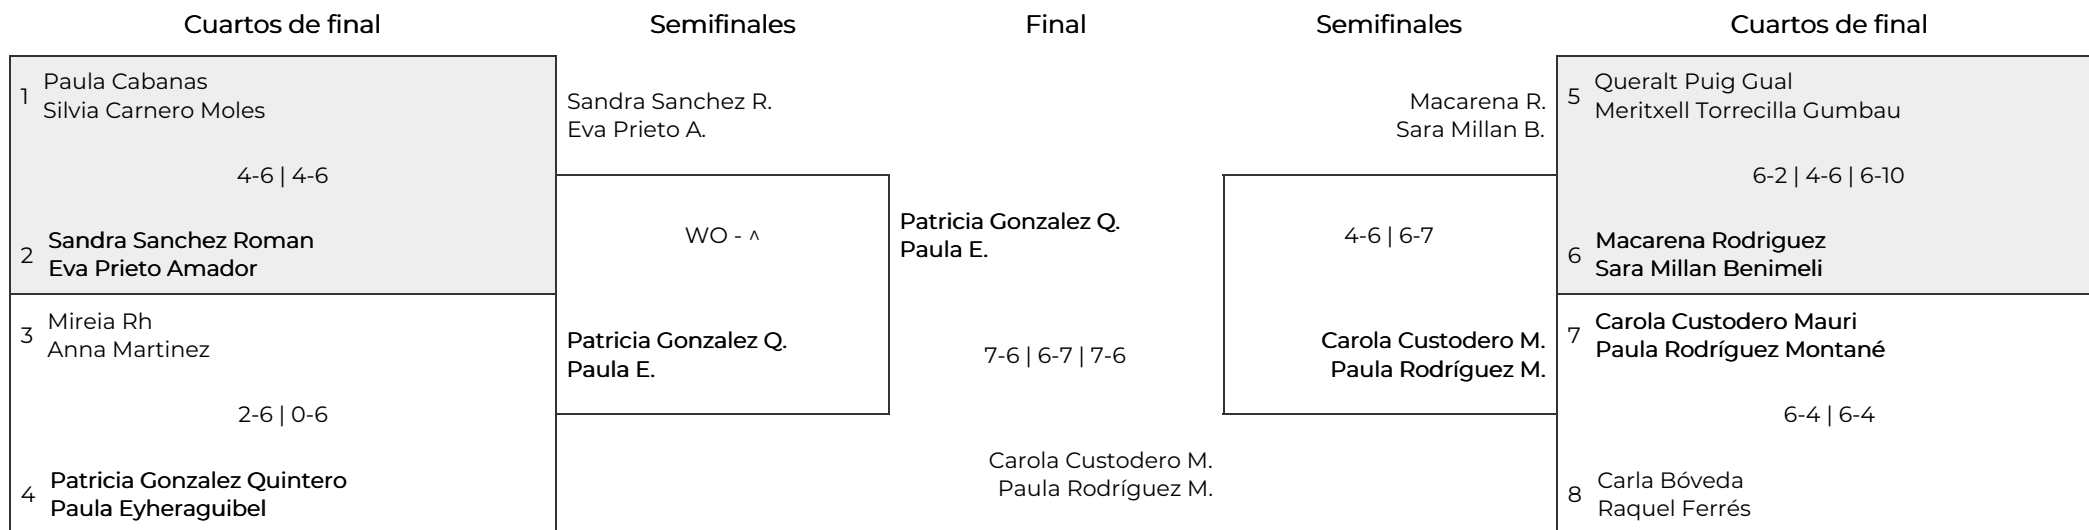 Cuartos de final
Semifinales
Final
Semifinales
Cuartos de final
1
Paula Cabanas
Silvia Carnero Moles
4-6 | 4-6
2
Sandra Sanchez Roman
Eva Prieto Amador
3
Mireia Rh
Anna Martinez
2-6 | 0-6
4
Patricia Gonzalez Quintero
Paula Eyheraguibel
Sandra Sanchez R.
Eva Prieto A.
WO - ^
Patricia Gonzalez Q.
Paula E.
Patricia Gonzalez Q.
Paula E.
7-6 | 6-7 | 7-6
Carola Custodero M.
Paula Rodríguez M.
Macarena R.
Sara Millan B.
4-6 | 6-7
Carola Custodero M.
Paula Rodríguez M.
5
Queralt Puig Gual
Meritxell Torrecilla Gumbau
6-2 | 4-6 | 6-10
6
Macarena Rodriguez
Sara Millan Benimeli
7
Carola Custodero Mauri
Paula Rodríguez Montané
6-4 | 6-4
8
Carla Bóveda
Raquel Ferrés